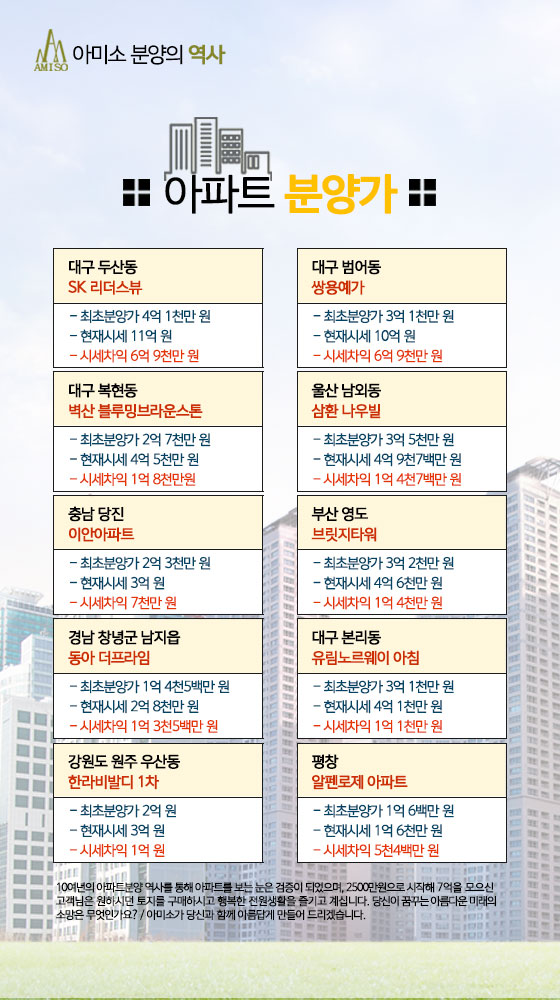 AMISO
아미소 분양의 역사
아파트 분양가
대구 두산동
SK 리더스뷰
- 최초분양가 4억 1천만 원
- 현재시세 11억 원
- 시세차익 6억 9천만 원
대구 범어동
쌍용예가
- 최초분양가 3억 1천만 원
- 현재시세 10억 원
- 시세차익 6억 9천만 원
대구 복현동
벽산 블루밍브라운스톤
- 최초분양가 2억 7천만 원
- 현재시세 4억 5천만 원
- 시세차익 1억 8천만원
울산 남외동
삼환 나우빌
- 최초분양가 3억 5천만 원
- 현재시세 4억 9천7백만 원
- 시세차익 1억 4천7백만 원
충남 당진
이안아파트
- 최초분양가 2억 3천만 원
- 현재시세 3억 원
- 시세차익 7천만 원
부산 영도
브릿지타워
- 최초분양가 3억 2천만 원
- 현재시세 4억 6천만 원
- 시세차익 1억 4천만 원
경남 창녕군 남지읍
동아 더프라임
- 최초분양가 1억 4천5백만 원
- 현재시세 2억 8천만 원
- 시세차익 1억 3천5백만 원
대구 본리동
유림노르웨이 아침
- 최초분양가 3억 1천만 원
- 현재시세 4억 1천만 원
- 시세차익 1억 1천만 원
강원도 원주 우산동
한라비발디 1차
- 최초분양가 2억 원
- 현재시세 3억 원
- 시세차익 1억 원
평창
알펜로제 아파트
- 최초분양가 1억 6백만 원
- 현재시세 1억 6천만 원
- 시세차익 5천4백만 원
10여년의 아파트분양 역사를 통해 아파트를 보는 눈은 검증이 되었으며, 2500만원으로 시작해 7억을 모으신
고객님은 원하시던 토지를 구매하시고 행복한 전원생활을 즐기고 계십니다. 당신이 꿈꾸는 아름다운 미래의
소망은 무엇인가요? / 아미소가 당신과 함께 아름답게 만들어 드리겠습니다.